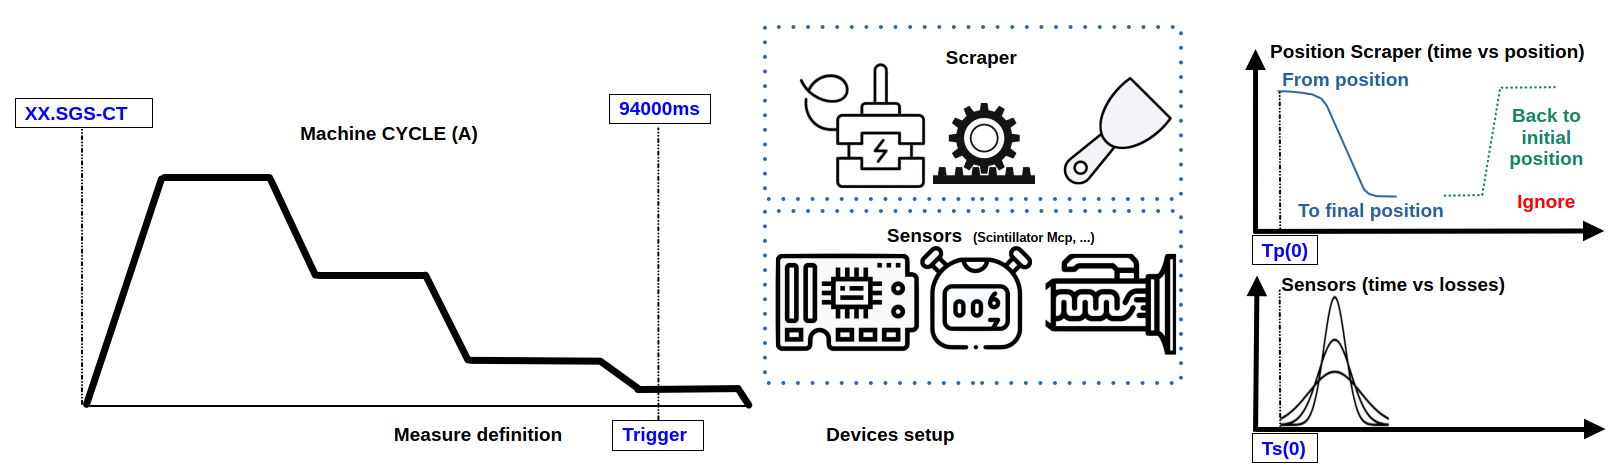 XX.SGS-CT
Machine CYCLE (A)
94000ms
Measure definition
Trigger
Scraper
Sensors (Scintillator Mcp, ...)
006
7
Devices setup
Position Scraper (time vs position)
From position
Back to
initial
position
To final position
Ignore
Tp(0)
Sensors (time vs losses)
Ts(0)